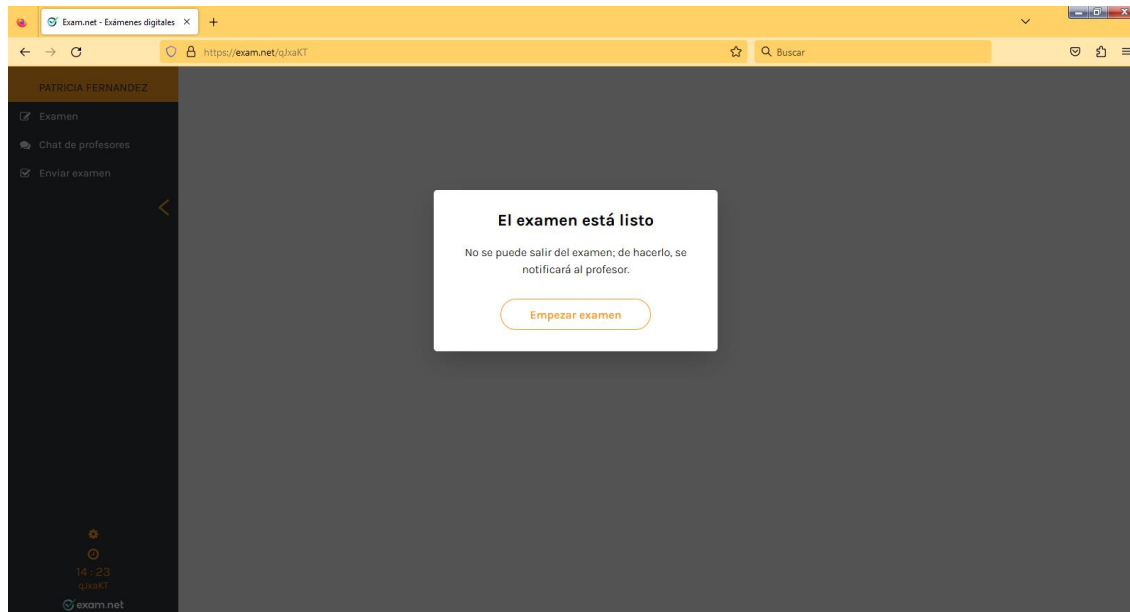 Exam.net - Exámenes digitales
https://exam.net/qJxaKT
Buscar
PATRICIA FERNANDEZ
Examen
Chat de profesores
Enviar examen
El examen está listo
No se puede salir del examen; de hacerlo, se
notificará al profesor.
Empezar examen
14:23
qJxaKT
exam.net